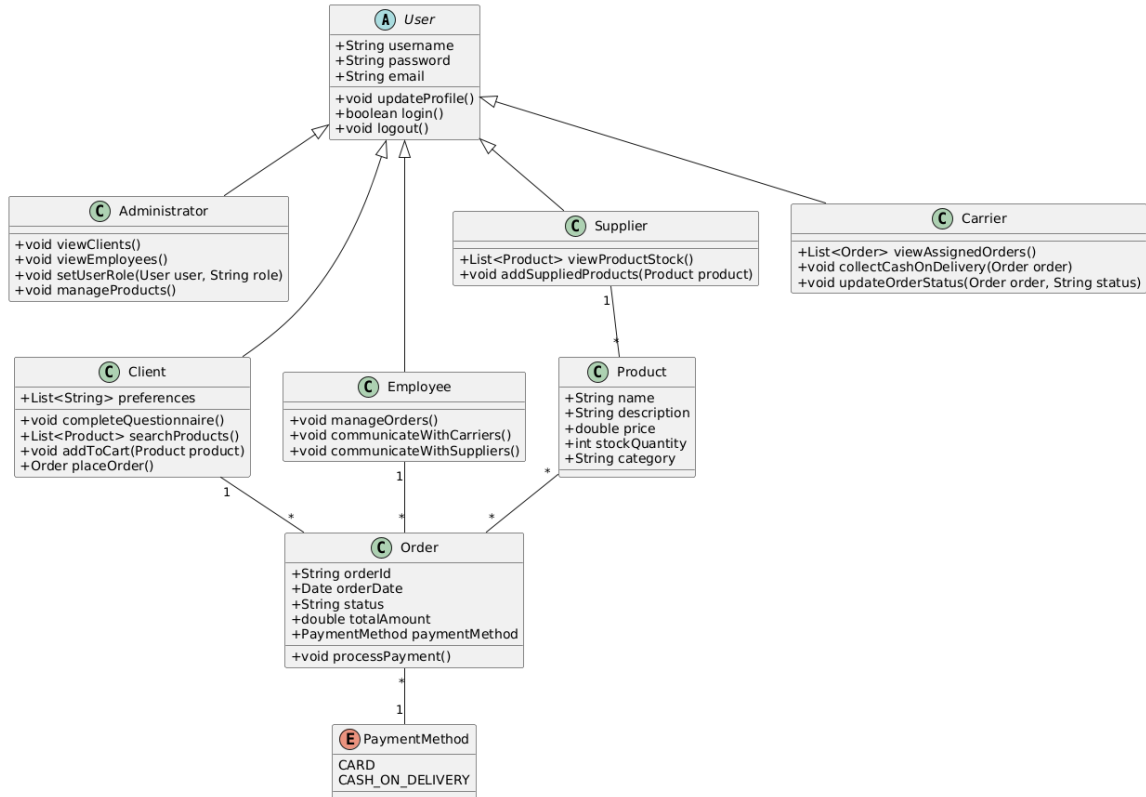 A User
+String username
+String password
+String email
+void updateProfile()
+boolean login()
+void logout()
C Administrator
+void viewClients()
+void viewEmployees()
+void setUserRole(User user, String role)
+void manageProducts()
C Supplier
+List<Product> viewProductStock()
+void addSuppliedProducts(Product product)
C Carrier
+List<Order> viewAssignedOrders()
+void collectCashOnDelivery(Order order)
+void updateOrderStatus(Order order, String status)
1
*
C Client
+List<String> preferences
+void completeQuestionnaire()
+List<Product> searchProducts()
+void addToCart(Product product)
+Order placeOrder()
C Employee
+void manageOrders()
+void communicateWithCarriers()
+void communicateWithSuppliers()
C Product
+String name
+String description
+double price
+int stockQuantity
+String category
1
*
1
*
*
*
C Order
+String orderId
+Date orderDate
+String status
+double totalAmount
+PaymentMethod paymentMethod
+void processPayment()
*
1
E PaymentMethod
CARD
CASH_ON_DELIVERY